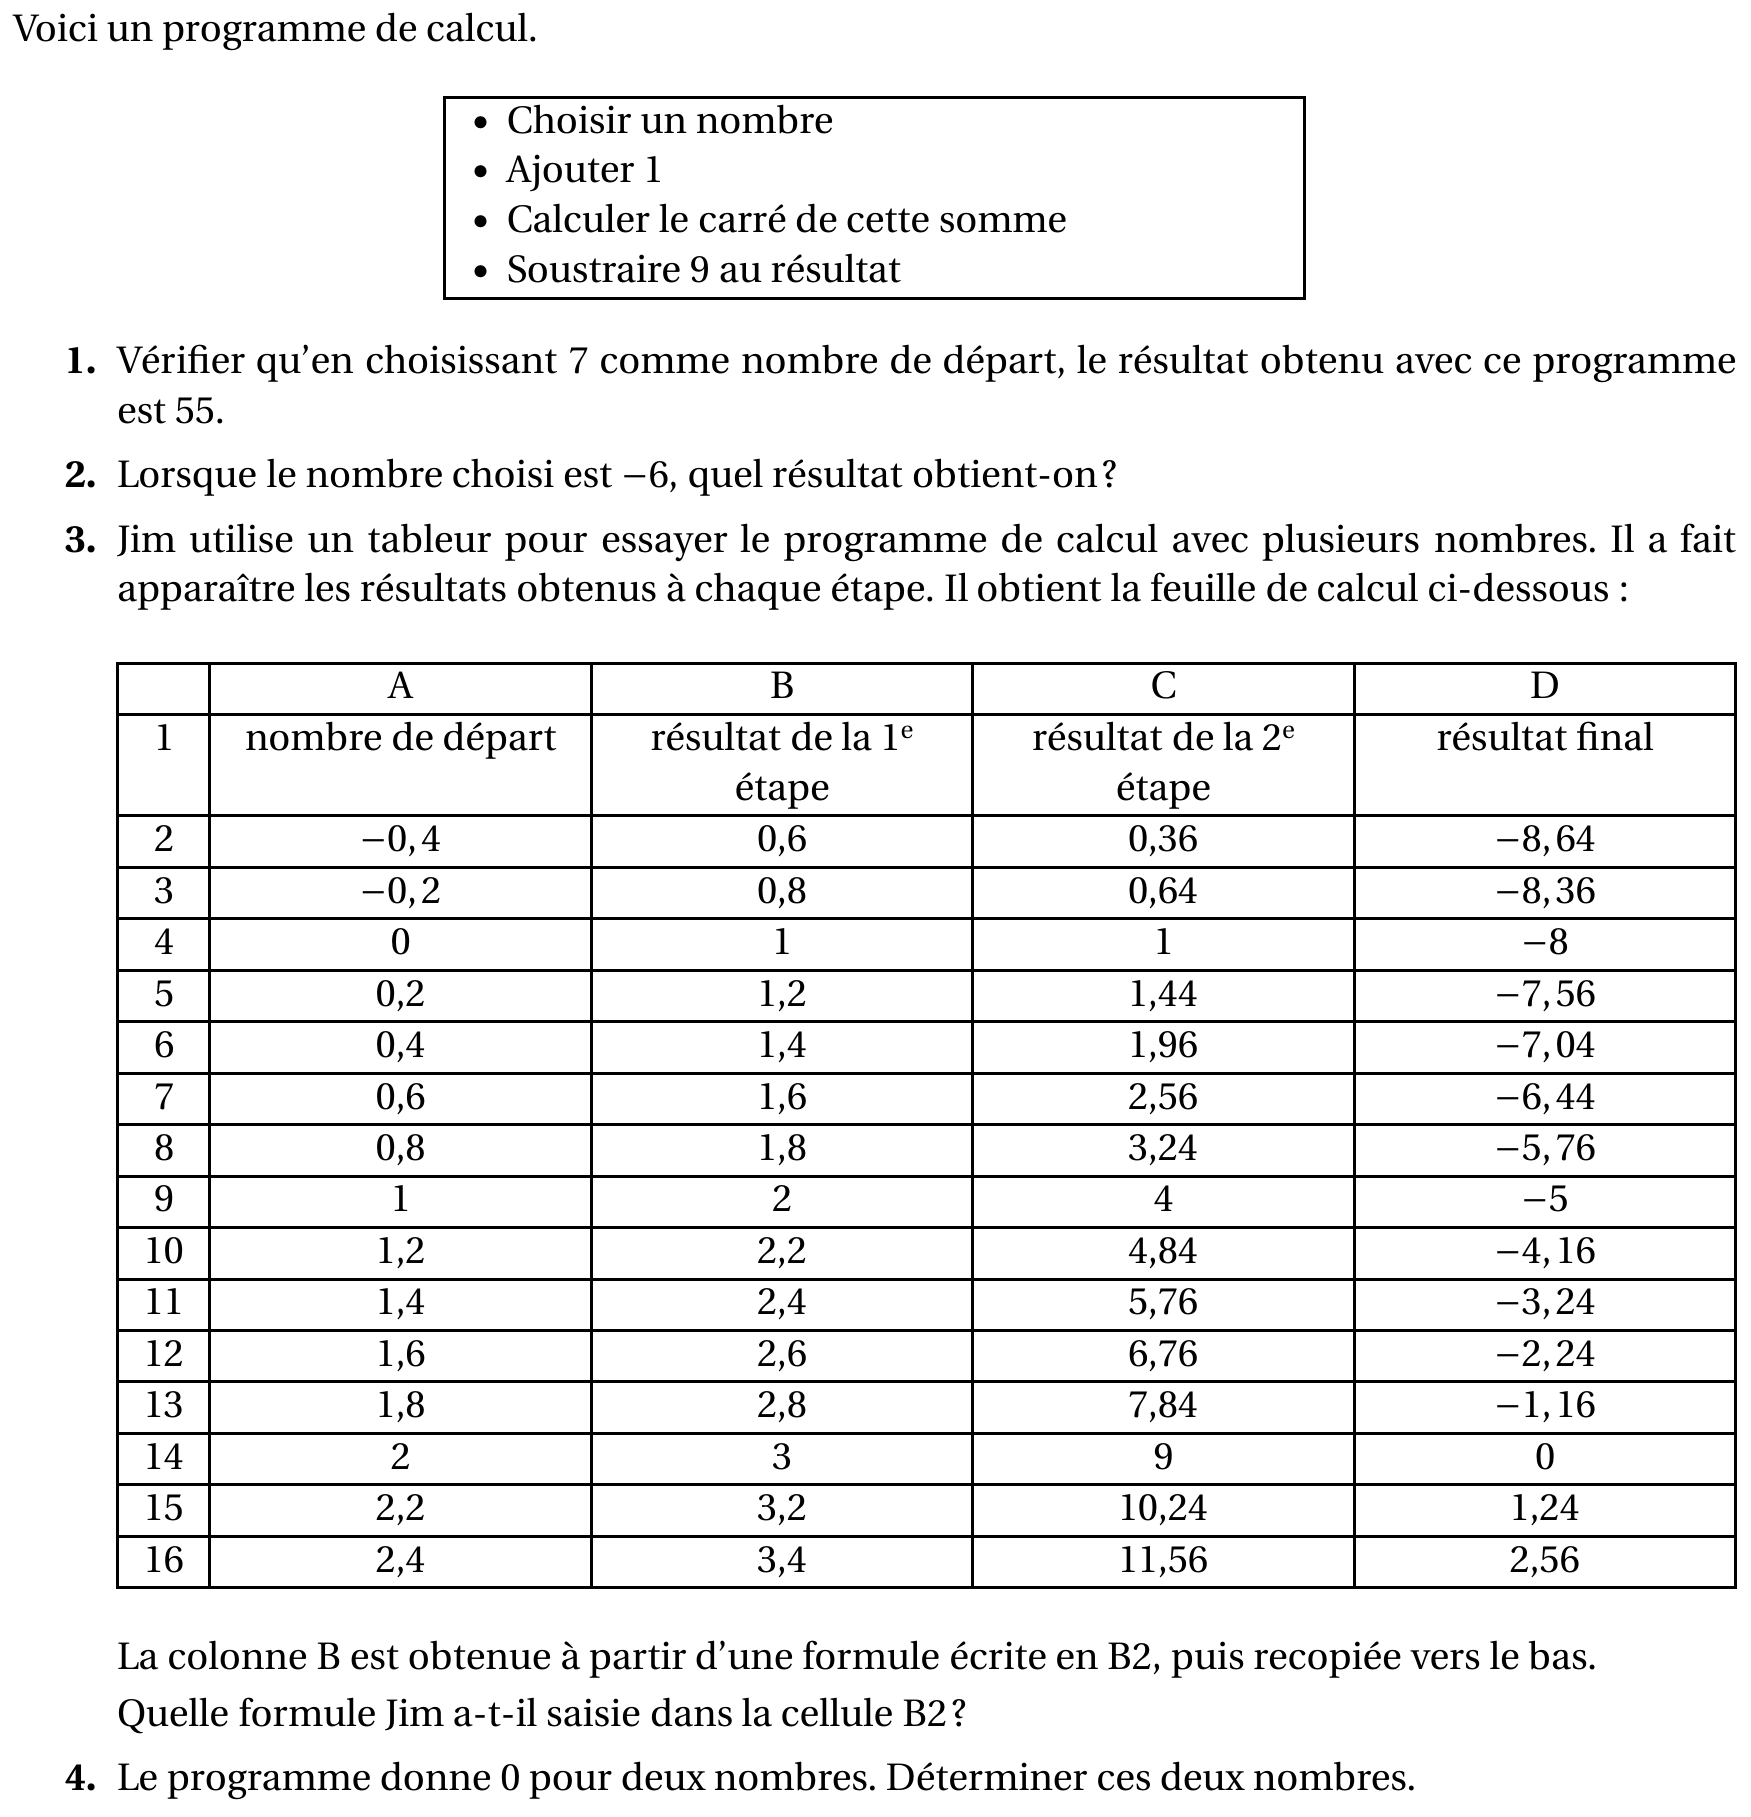 Voici un programme de calcul.
• Choisir un nombre
• Ajouter 1
• Calculer le carré de cette somme
• Soustraire 9 au résultat
1. Vérifier qu’en choisissant 7 comme nombre de départ, le résultat obtenu avec ce programme
est 55.
2. Lorsque le nombre choisi est −6, quel résultat obtient-on ?
3. Jim utilise un tableur pour essayer le programme de calcul avec plusieurs nombres. Il a fait
apparaître les résultats obtenus à chaque étape. Il obtient la feuille de calcul ci-dessous :
A B C D
1 nombre de départ résultat de la 1e étape résultat de la 2e étape résultat final
2 −0,4 0,6 0,36 −8,64
3 −0,2 0,8 0,64 −8,36
4 0 1 1 −8
5 0,2 1,2 1,44 −7,56
6 0,4 1,4 1,96 −7,04
7 0,6 1,6 2,56 −6,44
8 0,8 1,8 3,24 −5,76
9 1 2 4 −5
10 1,2 2,2 4,84 −4,16
11 1,4 2,4 5,76 −3,24
12 1,6 2,6 6,76 −2,24
13 1,8 2,8 7,84 −1,16
14 2 3 9 0
15 2,2 3,2 10,24 1,24
16 2,4 3,4 11,56 2,56
La colonne B est obtenue à partir d’une formule écrite en B2, puis recopiée vers le bas.
Quelle formule Jim a-t-il saisie dans la cellule B2 ?
4. Le programme donne 0 pour deux nombres. Déterminer ces deux nombres.